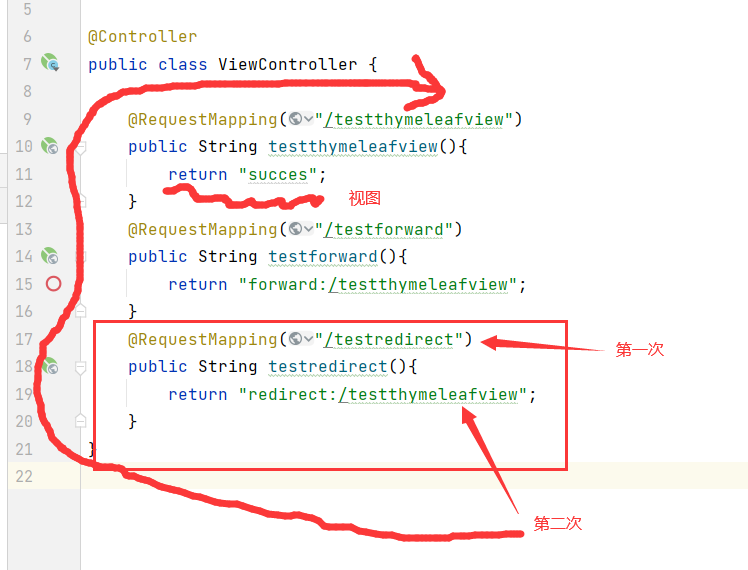 5
6 @Controller
7 public class ViewController {
8
9 @RequestMapping("/testthymeleafview")
10 public String testthymeleafview(){
11 return "succes";
视图
12 }
13 @RequestMapping("/testforward")
14 public String testforward(){
15 return "forward:/testthymeleafview";
16 }
17 @RequestMapping("/testredirect")
第一次
18 public String testredirect(){
19 return "redirect:/testthymeleafview";
20 }
21 }
22
第二次